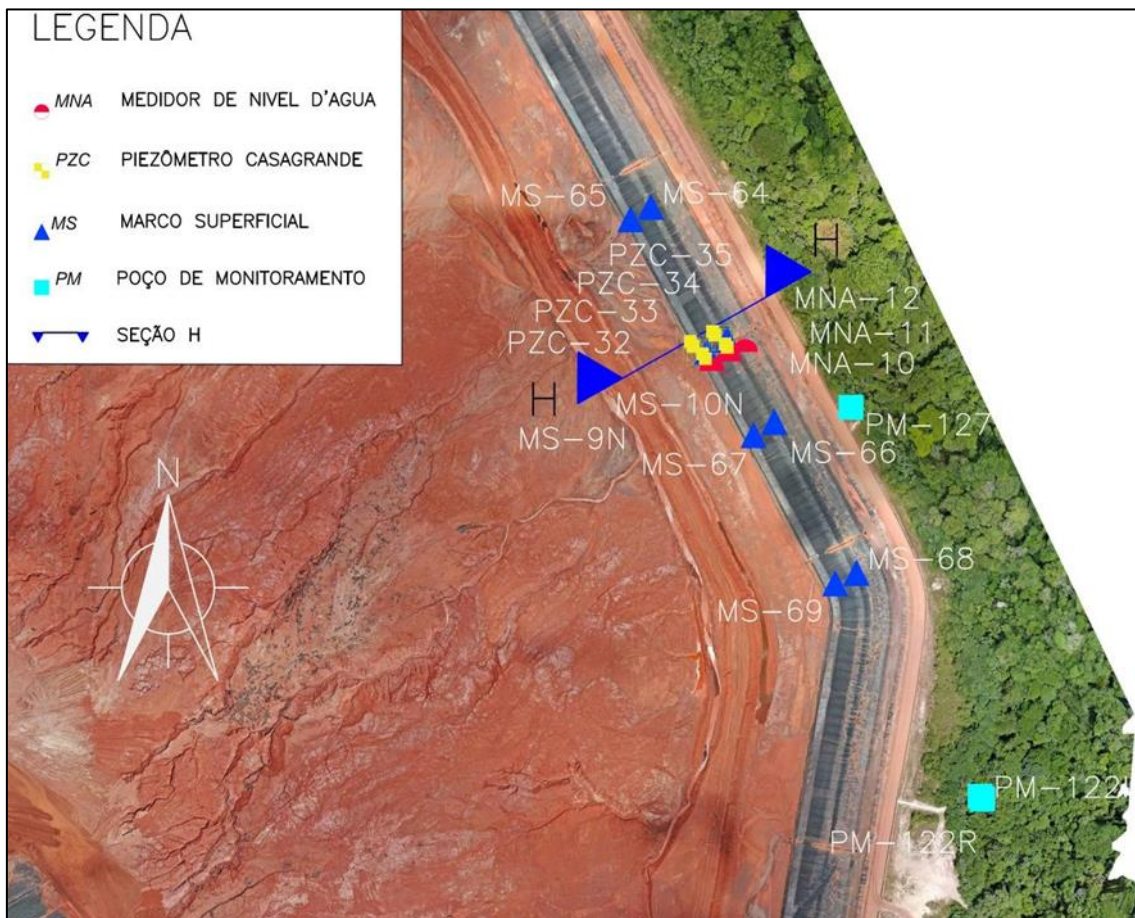 LEGENDA
MNA MEDIDOR DE NIVEL D'AGUA
PZC PIEZÔMETRO CASAGRANDE
MS MARCO SUPERFICIAL
PM POÇO DE MONITORAMENTO
SEÇÃO H
MS-65
MS-64
PZC-35
PZC-34
PZC-33
PZC-32
H
MNA-12
MNA-11
MNA-10
H
MS-10N
MS-9N
PM-127
MS-67
MS-66
N
MS-68
MS-69
PM-122R